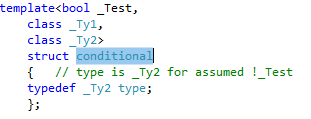 template<bool _Test,
class _Ty1,
class _Ty2>
struct conditional
{ // type is _Ty2 for assumed !_Test
typedef _Ty2 type;
};